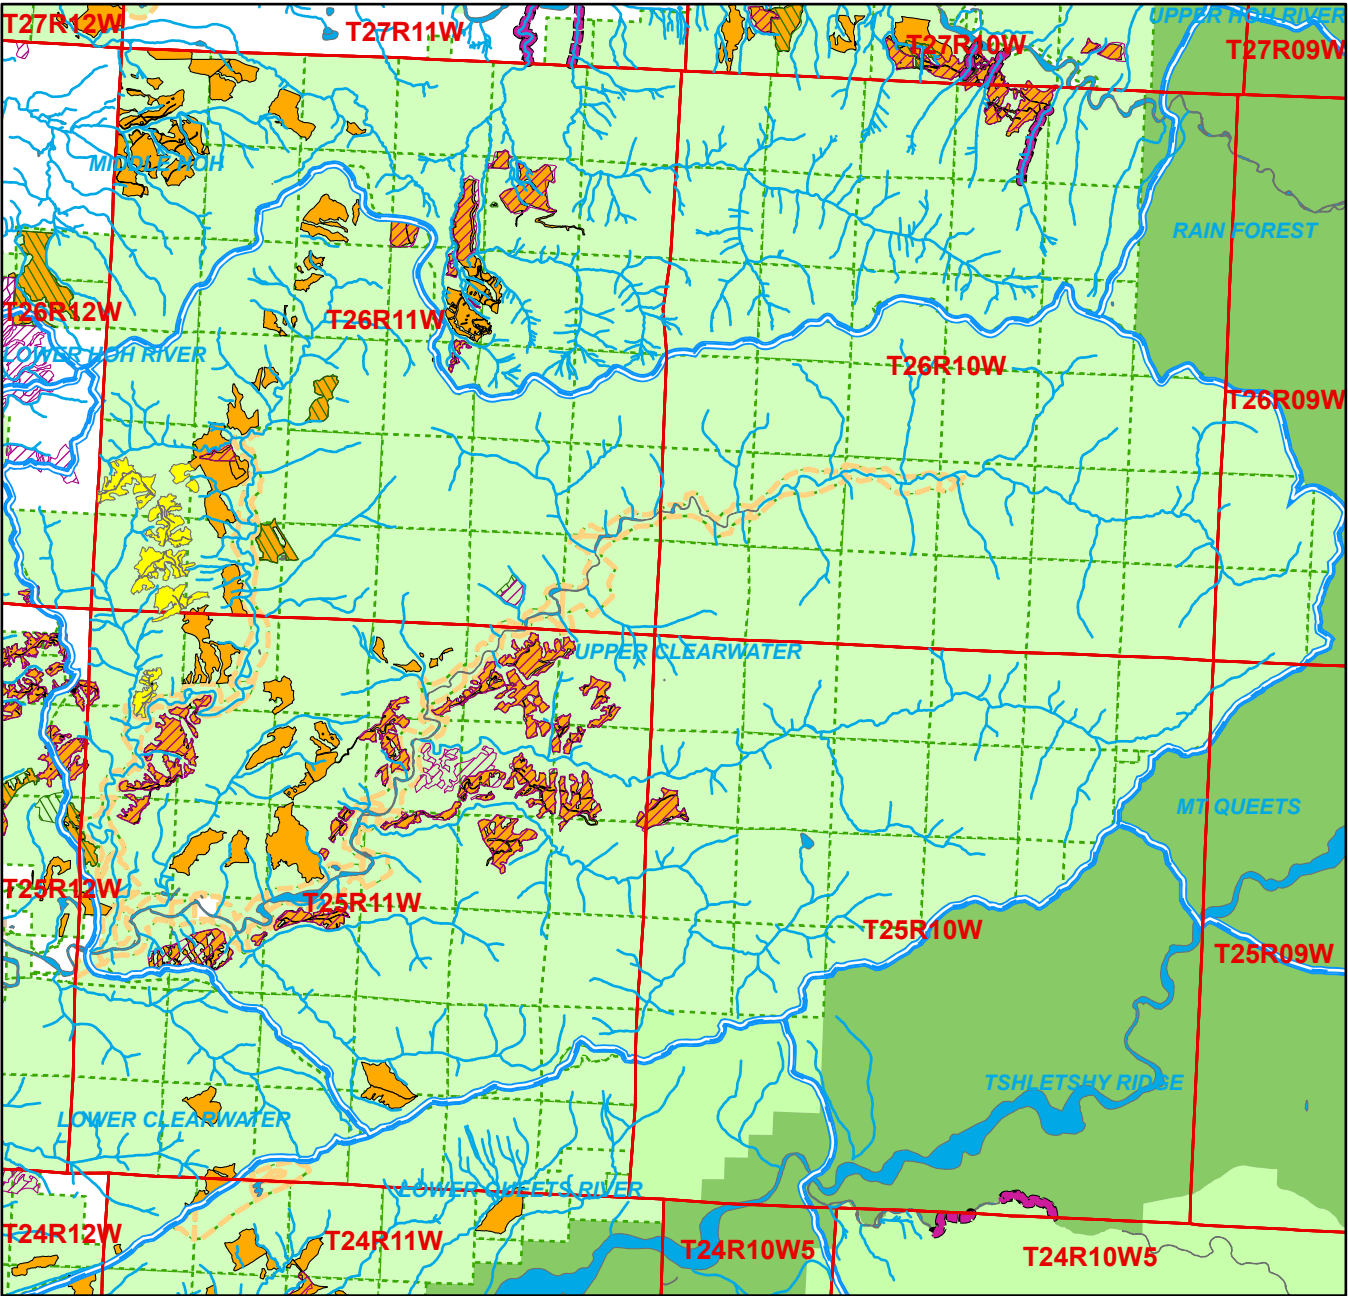 UPPER HOH RIVER
T27R12W
T27R11W
T27R10W
T27R09W
MIDDLE HOH
RAIN FOREST
T26R12W
T26R11W
LOWER HOH RIVER
T26R10W
T26R09W
UPPER CLEARWATER
MT QUEETS
T25R12W
T25R11W
T25R10W
T25R09W
TSHLETSHY RIDGE
LOWER CLEARWATER
LOWER QUEETS RIVER
T24R12W
T24R11W
T24R10W5
T24R10W5